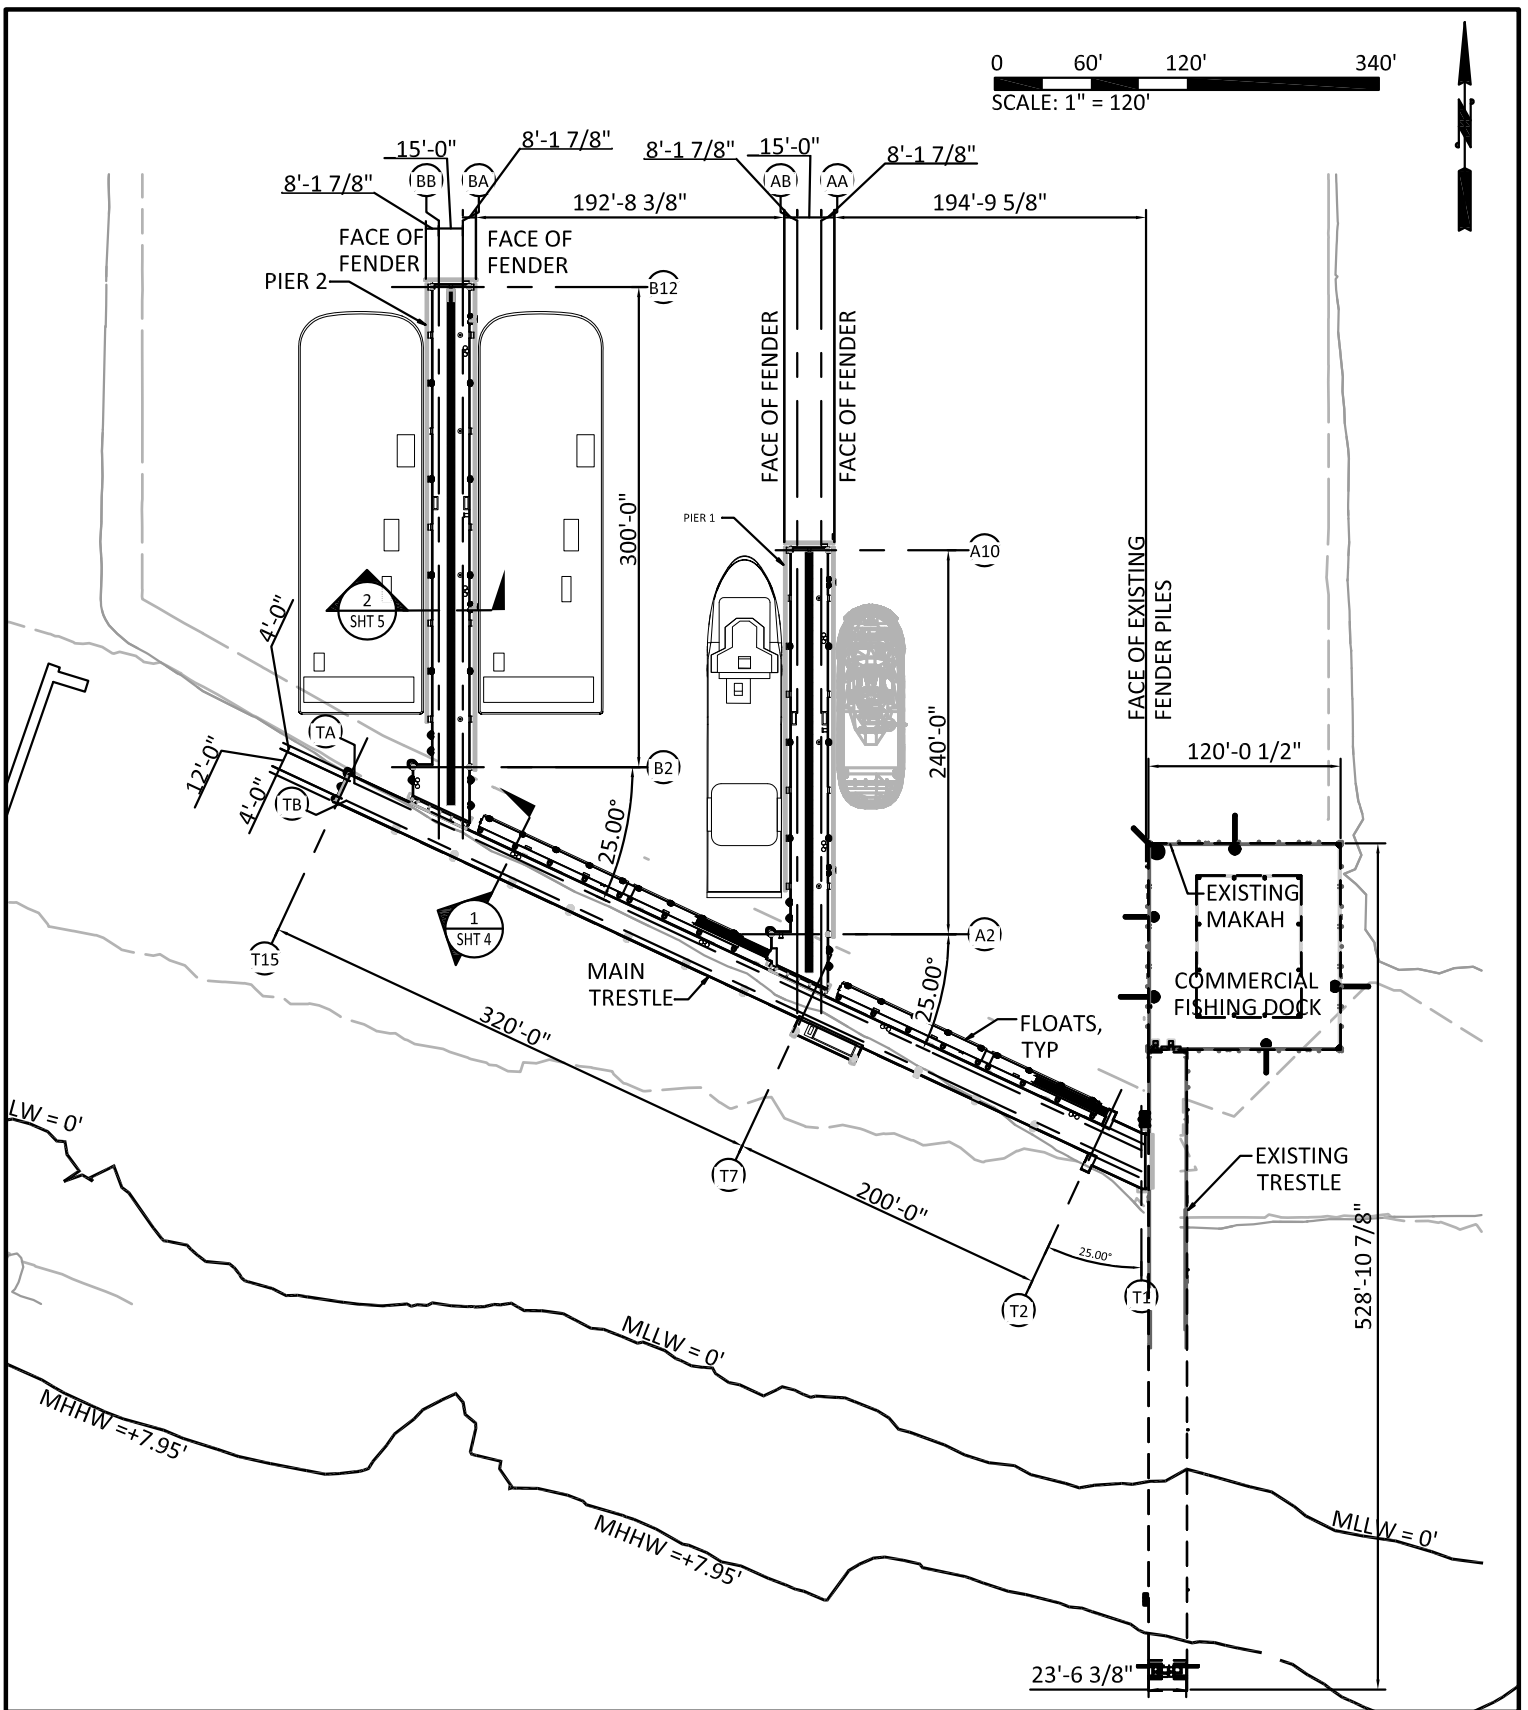 0 60' 120' 340'
SCALE: 1" = 120'
N
8'-1 7/8"
15'-0"
8'-1 7/8"
8'-1 7/8"
15'-0"
8'-1 7/8"
BB
BA
AB
AA
192'-8 3/8"
194'-9 5/8"
FACE OF
FENDER
FACE OF
FENDER
PIER 2
B12
FACE OF FENDER
FACE OF FENDER
300'-0"
PIER 1
A10
FACE OF EXISTING
FENDER PILES
2
SHT 5
4'-0"
12'-0"
4'-0"
TA
TB
B2
25.00°
240'-0"
120'-0 1/2"
EXISTING
MAKAH
COMMERCIAL
FISHING DOCK
1
SHT 4
A2
25.00°
T15
MAIN
TRESTLE
320'-0"
FLOATS,
TYP
LW = 0'
T7
EXISTING
TRESTLE
200'-0"
25.00°
T2
T1
528'-10 7/8"
MLLW = 0'
MHHW =+7.95'
MHHW =+7.95'
MLLW = 0'
23'-6 3/8"